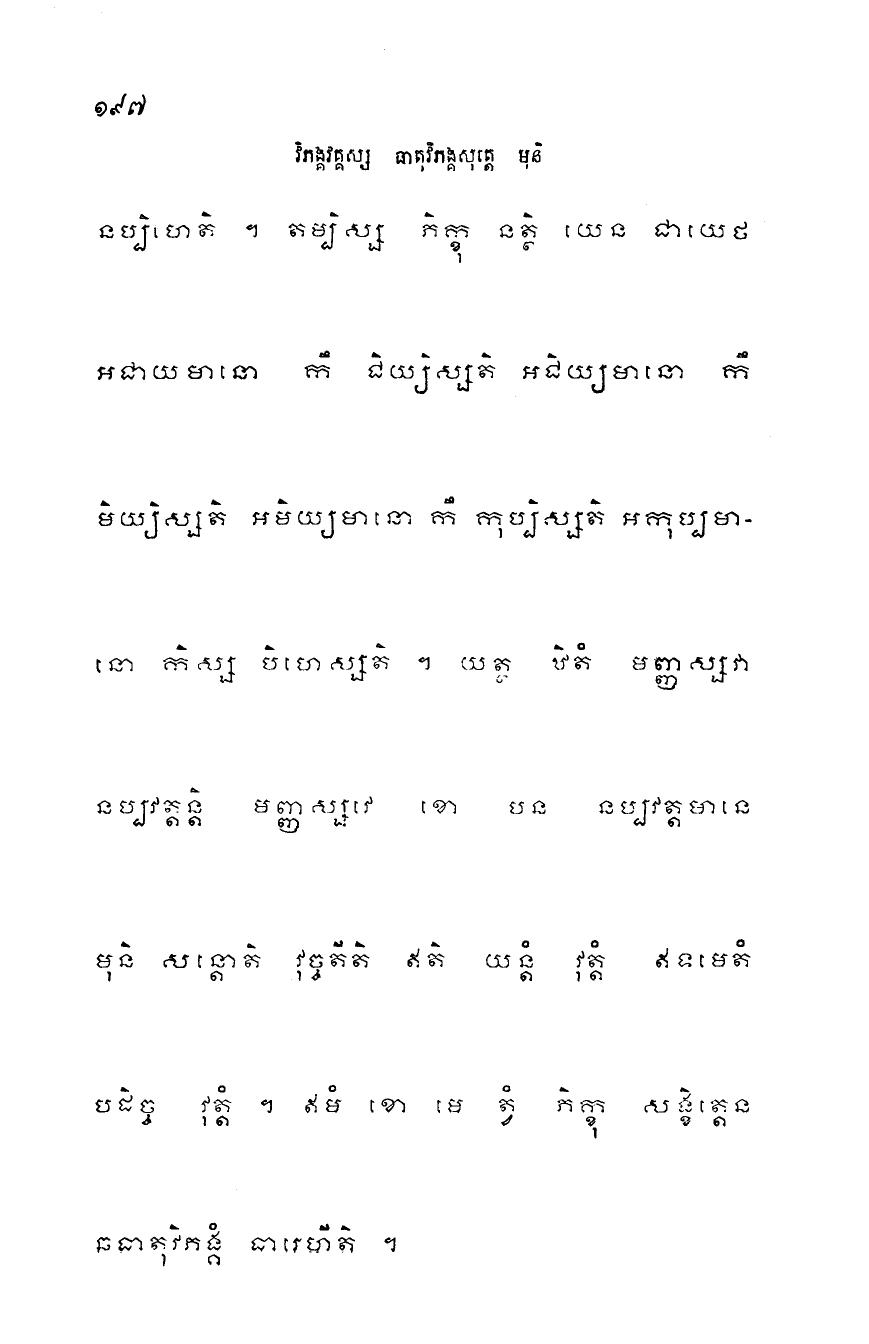 ១៩៧
វិភង្គវគ្គស្ស ធាតុវិភង្គសុត្តេ មុនិ
នប្បិហេតិ ។ តម្បិស្ស ភិក្ខុ នត្ថិ យេន ជាយេថ
អជាយមានោ កឹ ជិយ្យិស្សតិ អជិយ្យមានោ កឹ
មិយ្យិស្សតិ អមិយ្យមានោ កឹ កុប្បិស្សតិ អកុប្បមា-
នោ កិស្ស បិហេស្សតិ ។ យត្ថ ឋិតំ មញ្ញស្សវា
នប្បវត្តន្តិ មញ្ញស្សវេ ខោ បន នប្បវត្តមានេ
មុនិ សន្តោតិ វុច្ចតីតិ ឥតិ យន្តំ វុត្តំ ឥទមេតំ
បដិច្ច វុត្តំ ។ ឥមំ ខោ មេ ត្វំ ភិក្ខុ សង្ខិត្តេន
ឆធាតុវិភង្គំ ធារេហីតិ ។